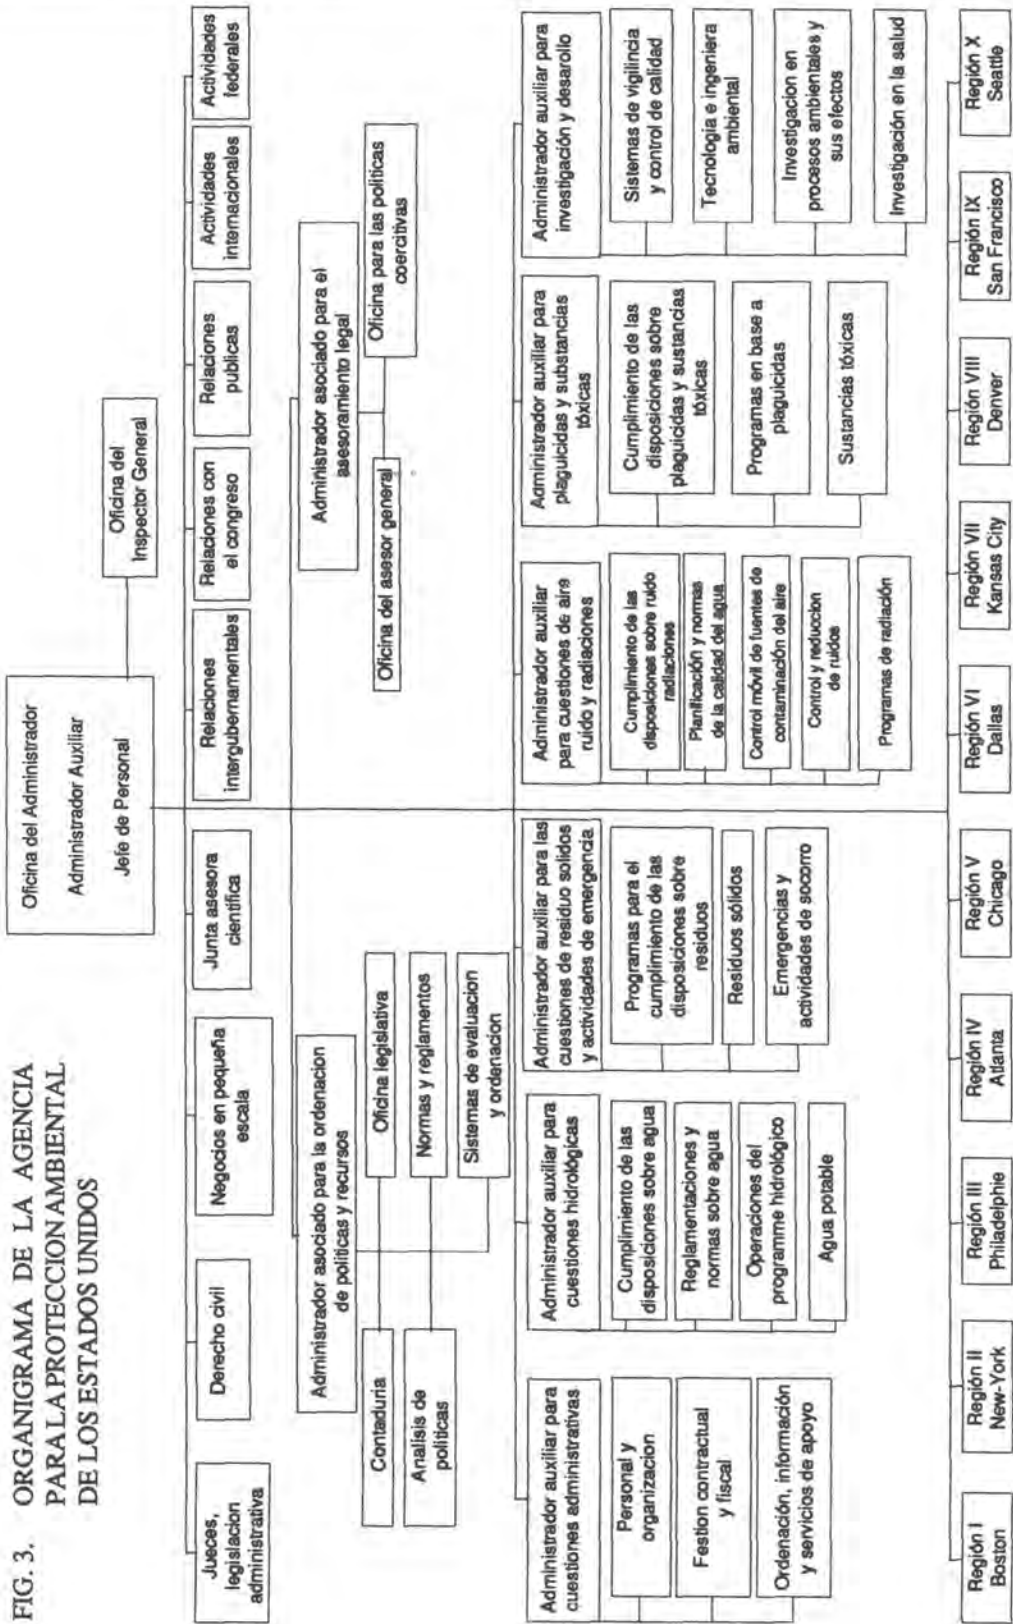 FIG. 3. ORGANIGRAMA DE LA AGENCIA
PARA LA PROTECCION AMBIENTAL
DE LOS ESTADOS UNIDOS
Oficina del Administrador
Administrador Auxiliar
Jefe de Personal
Oficina del
Inspector General
Jueces,
legislacion
administrativa
Derecho civil
Negocios en pequeña
escala
Junta asesora
científica
Relaciones
intergubernamentales
Relaciones con
el congreso
Relaciones
publicas
Actividades
internacionales
Actividades
federales
Administrador asociado para la ordenacion
de políticas y recursos
Contaduria
Oficina legislativa
Analisis de
políticas
Normas y reglamentos
Sistemas de evaluacion
y ordenacion
Administrador asociado para el
asesoramiento legal
Oficina del asesor general
Oficina para las políticas
coercitivas
Administrador auxiliar para
cuestiones administrativas
Personal y
organizacion
Festion contractual
y fiscal
Ordenación, información
y servicios de apoyo
Administrador auxiliar para
cuestiones hidrológicas
Cumplimiento de las
disposiciones sobre agua
Reglamentaciones y
normas sobre agua
Operaciones del
programme hidrológico
Agua potable
Administrador auxiliar para las
cuestiones de residuo solidos
y actividades de emergencia
Programas para el
cumplimiento de las
disposiciones sobre
residuos
Residuos sólidos
Emergencias y
actividades de socorro
Administrador auxiliar
para cuestiones de aire
ruido y radiaciones
Cumplimiento de las
disposiciones sobre ruido
radiaciones
Planificación y normas
de la calidad del agua
Control móvil de fuentes de
contaminación del aire
Control y reduccion
de ruidos
Programas de radiación
Administrador auxiliar para
plaguicidas y substancias
tóxicas
Cumplimiento de las
disposiciones sobre
plaguicidas y sustancias
tóxicas
Programas en base a
plaguicidas
Sustancias tóxicas
Administrador auxiliar para
investigación y desarollo
Sistemas de vigilincia
y control de calidad
Tecnologia e ingeniera
ambiental
Investigacion en
procesos ambientales y
sus efectos
Investigación en la salud
Región I
Boston
Región II
New-York
Región III
Philadelphie
Región IV
Atlanta
Región V
Chicago
Región VI
Dallas
Región VII
Kansas City
Región VIII
Denver
Región IX
San Francisco
Región X
Seattle